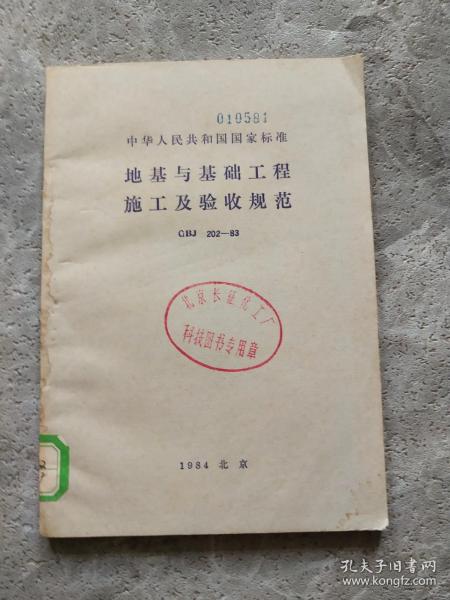 010581
中华人民共和国国家标准
地基与基础工程
施工及验收规范
GBJ 202—83
北京长征化工厂
科技图书专用章
1984 北京
孔夫子旧书网
www.kongfz.com